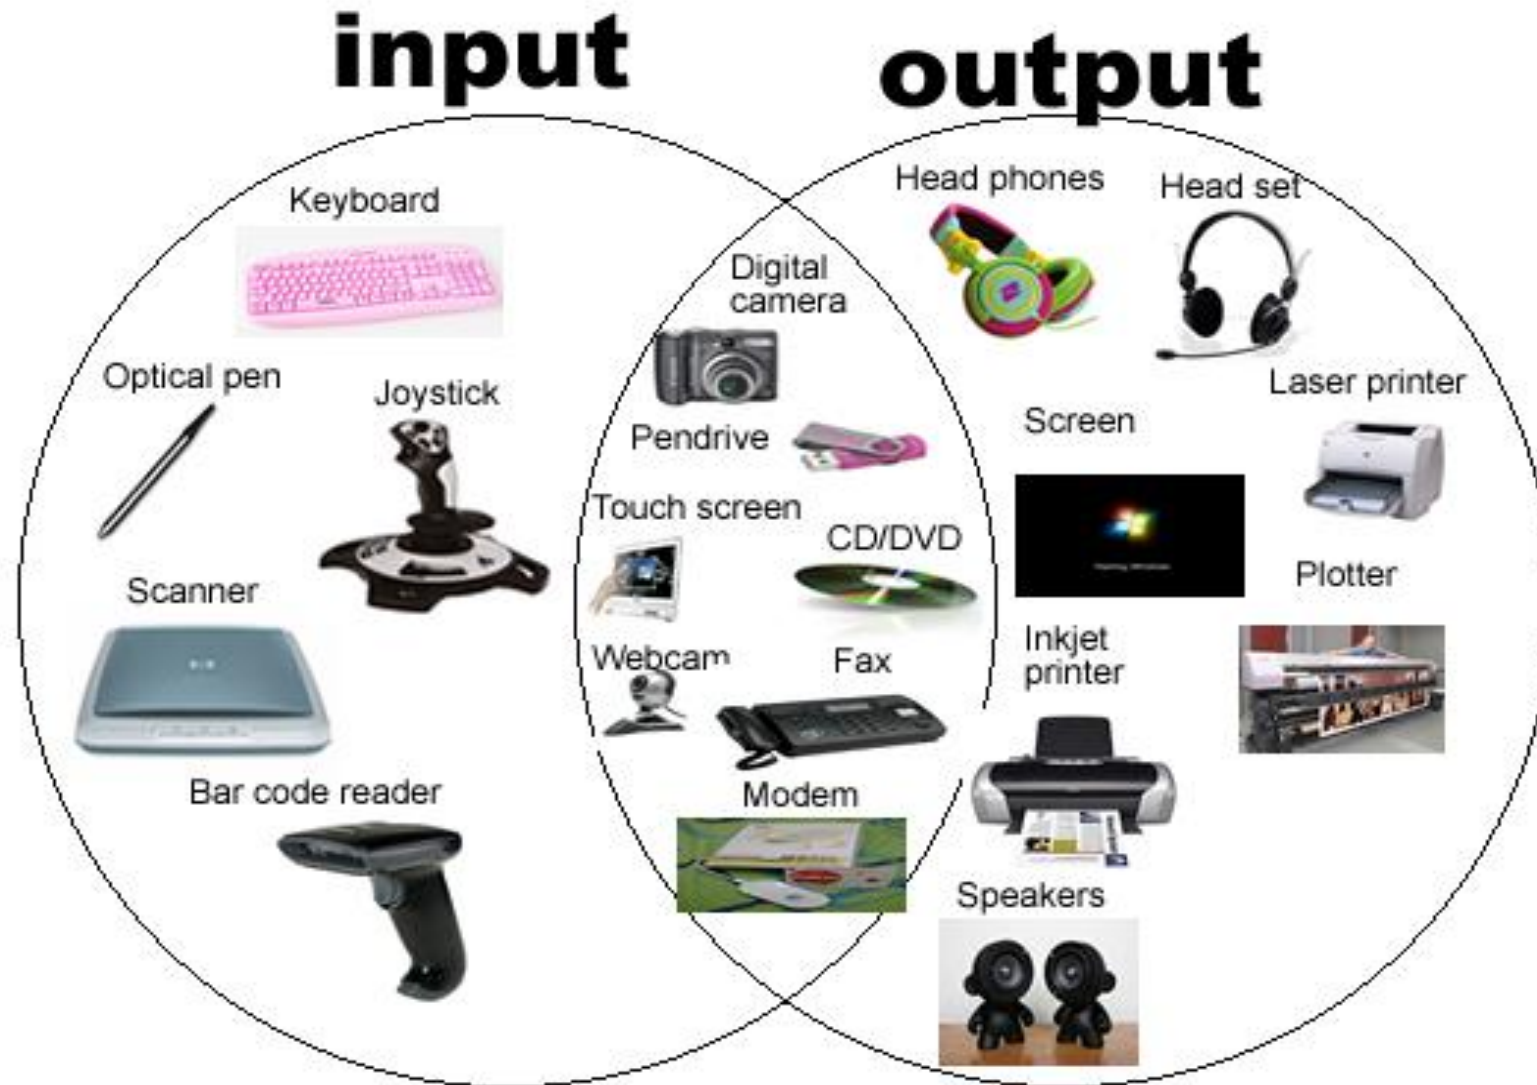 input
output
Keyboard
Optical pen
Joystick
Scanner
Bar code reader
Digital
camera
Pendrive
Touch screen
CD/DVD
Webcam
Fax
Modem
Head phones
Head set
Laser printer
Screen
Plotter
Inkjet
printer
Speakers